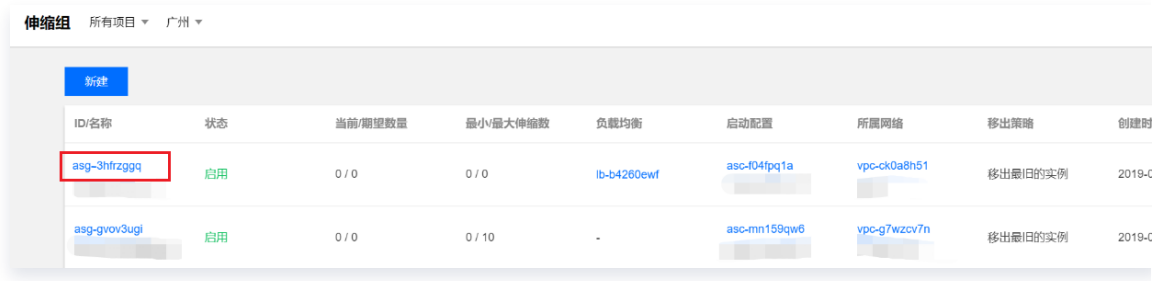 伸缩组 所有项目 广州
新建
ID/名称 状态 当前/期望数量 最小/最大伸缩数 负载均衡 启动配置 所属网络 移出策略 创建时
asg-3hfrzggq 启用 0 / 0 0 / 0 lb-b4260ewf asc-f04fpq1a vpc-ck0a8h51 移出最旧的实例 2019-0
asg-gvov3ugi 启用 0 / 0 0 / 10 - asc-mn159qw6 vpc-g7wzcv7n 移出最旧的实例 2019-0